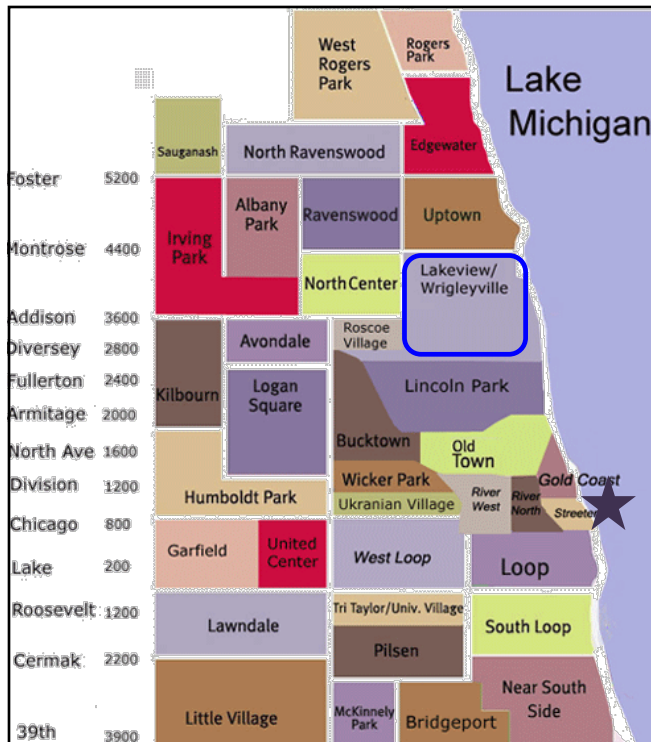 West
Rogers
Park
Rogers
Park
Lake
Michigan
Sauganash
North Ravenswood
Edgewater
Foster 5200
Albany
Park
Ravenswood
Uptown
Irving
Park
Montrose 4400
North Center
Lakeview/
Wrigleyville
Addison 3600
Roscoe
Village
Avondale
Diversey 2800
Fullerton 2400
Kilbourn
Logan
Square
Lincoln Park
Armitage 2000
Bucktown
Old
Town
North Ave 1600
Wicker Park
Gold Coast
Division 1200
Humboldt Park
Ukranian Village
River
West
River
North
Streeter
Chicago 800
Garfield
United
Center
West Loop
Loop
Lake 200
Roosevelt 1200
Tri Taylor/Univ. Village
Lawndale
South Loop
Pilsen
Cermak 2200
Near South
Side
Little Village
McKinnely
Park
Bridgeport
39th 3900